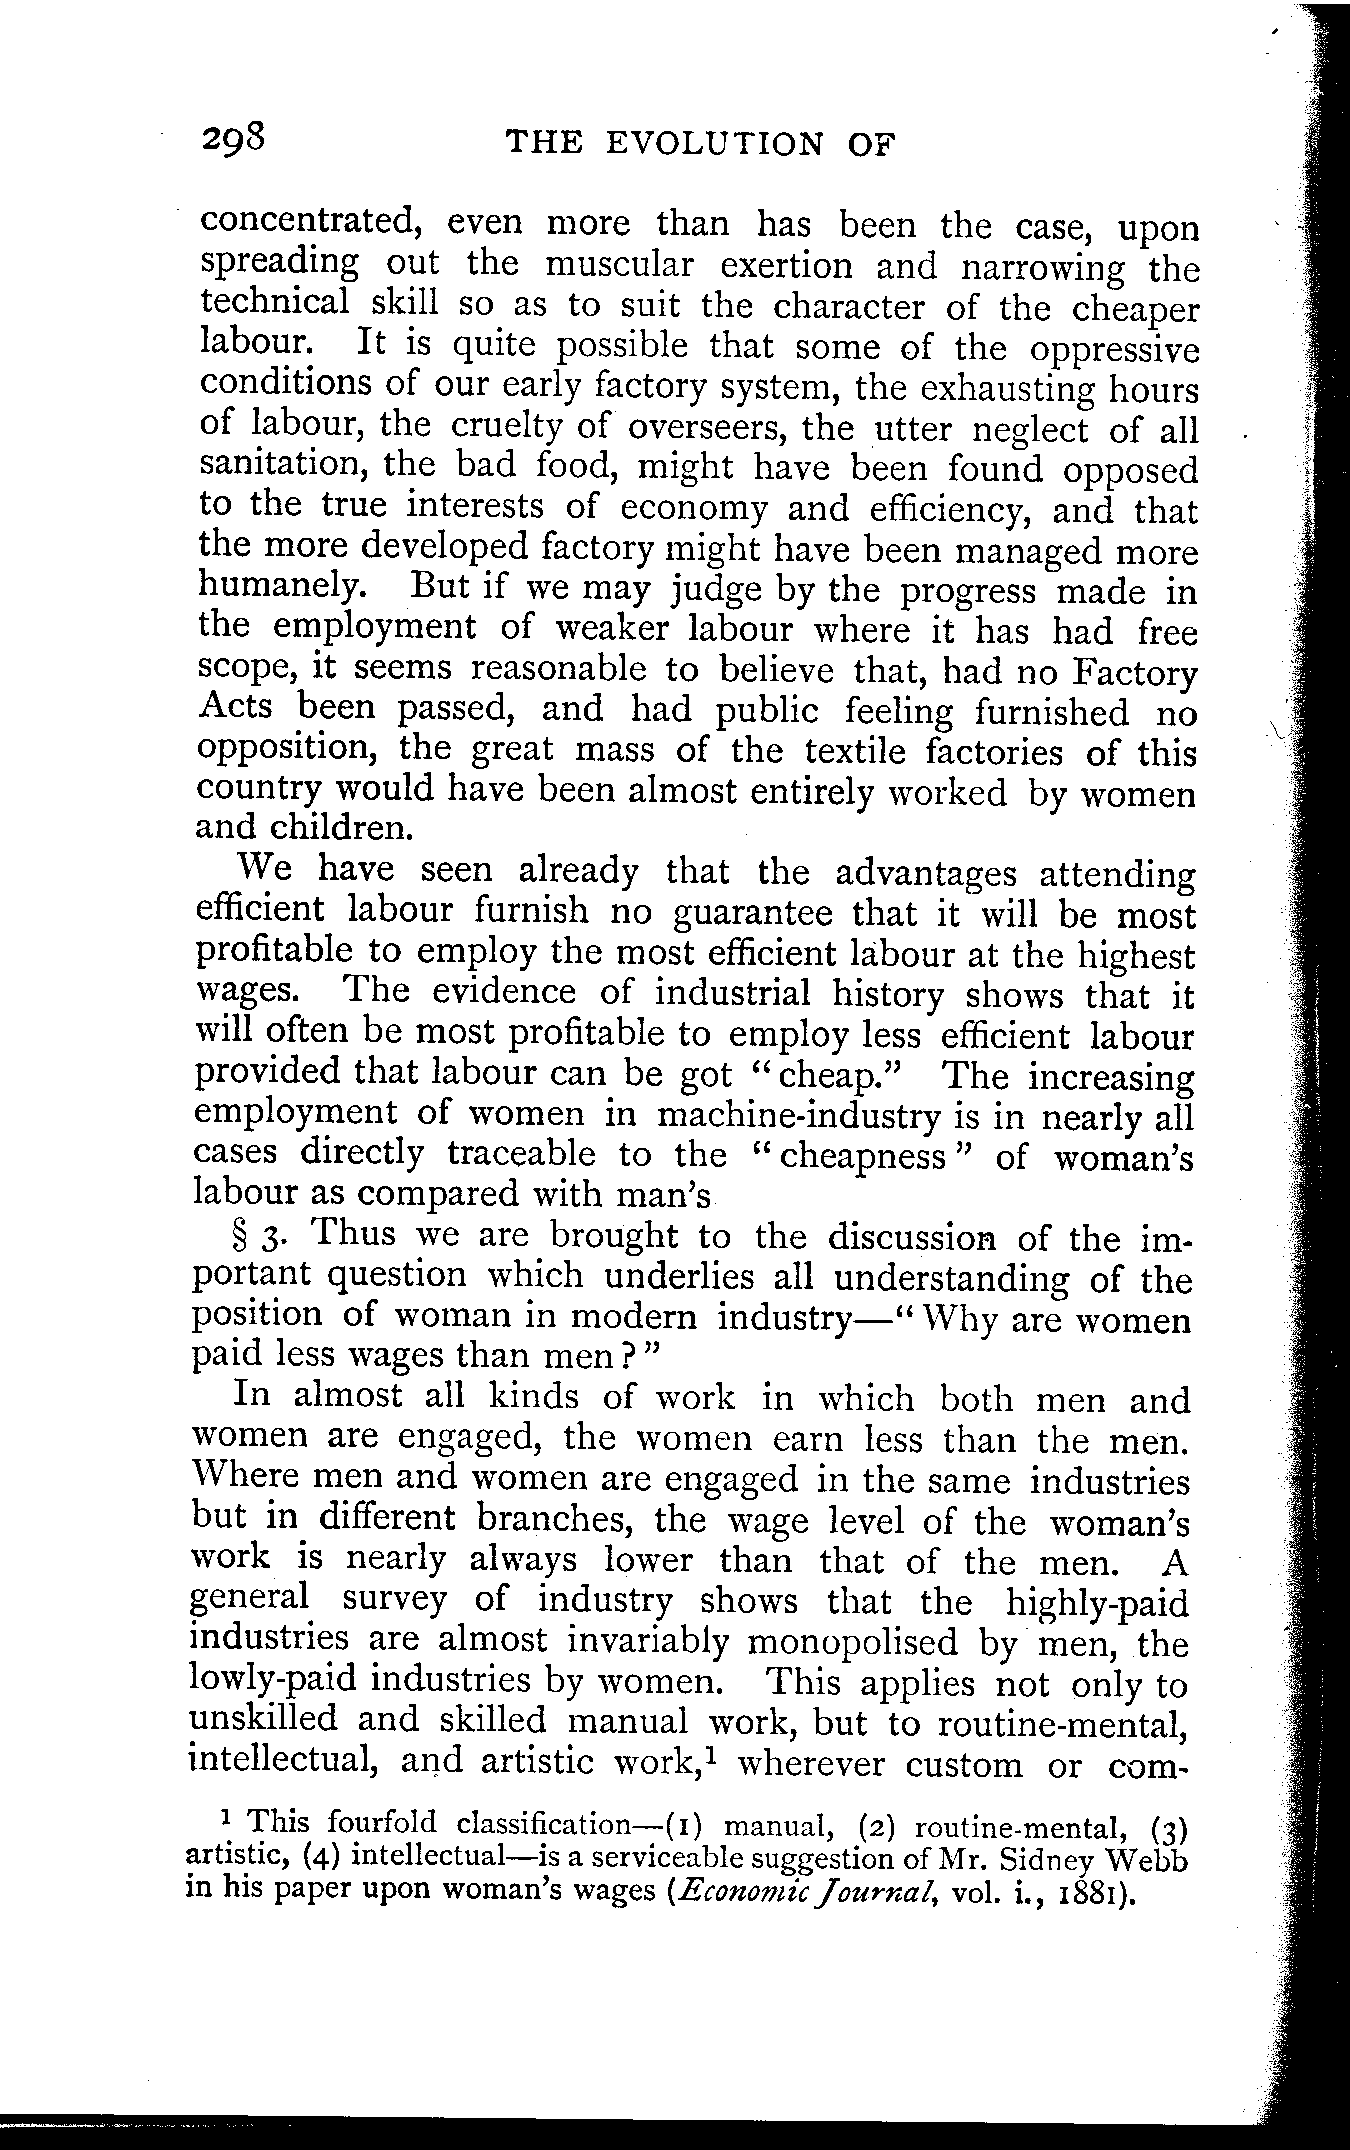 298 THE EVOLUTION OF
concentrated, even more than has been the case, upon
spreading out the muscular exertion and narrowing the
technical skill so as to suit the character of the cheaper
labour. It is quite possible that some of the oppressive
conditions of our early factory system, the exhausting hours
of labour, the cruelty of overseers, the utter neglect of all
sanitation, the bad food, might have been found opposed
to the true interests of economy and efficiency, and that
the more developed factory might have been managed more
humanely. But if we may judge by the progress made in
the employment of weaker labour where it has had free
scope, it seems reasonable to believe that, had no Factory
Acts been passed, and had public feeling furnished no
opposition, the great mass of the textile factories of this
country would have been almost entirely worked by women
and children.
We have seen already that the advantages attending
efficient labour furnish no guarantee that it will be most
profitable to employ the most efficient labour at the highest
wages. The evidence of industrial history shows that it
will often be most profitable to employ less efficient labour
provided that labour can be got "cheap." The increasing
employment of women in machine-industry is in nearly all
cases directly traceable to the "cheapness" of woman's
labour as compared with man's
§ 3. Thus we are brought to the discussion of the im-
portant question which underlies all understanding of the
position of woman in modern industry—"Why are women
paid less wages than men?"
In almost all kinds of work in which both men and
women are engaged, the women earn less than the men.
Where men and women are engaged in the same industries
but in different branches, the wage level of the woman's
work is nearly always lower than that of the men. A
general survey of industry shows that the highly-paid
industries are almost invariably monopolised by men, the
lowly-paid industries by women. This applies not only to
unskilled and skilled manual work, but to routine-mental,
intellectual, and artistic work,¹ wherever custom or com-
¹ This fourfold classification—(1) manual, (2) routine-mental, (3)
artistic, (4) intellectual—is a serviceable suggestion of Mr. Sidney Webb
in his paper upon woman's wages (Economic Journal, vol. i., 1881).